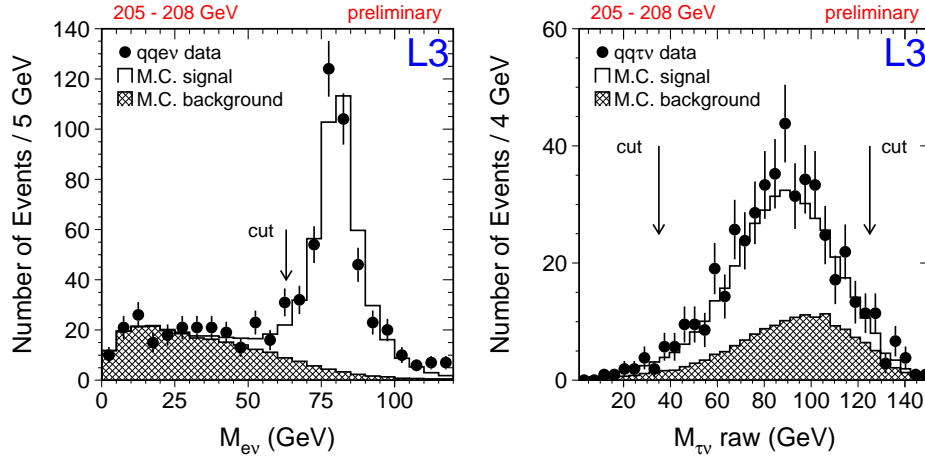 205 - 208 GeV preliminary
L3
qqeν data
M.C. signal
M.C. background
cut
Number of Events / 5 GeV
0
20
40
60
80
100
120
140
0 25 50 75 100
M_eν (GeV)
205 - 208 GeV preliminary
L3
qqτν data
M.C. signal
M.C. background
cut cut
Number of Events / 4 GeV
0
20
40
60
20 40 60 80 100 120 140
M_τν raw (GeV)